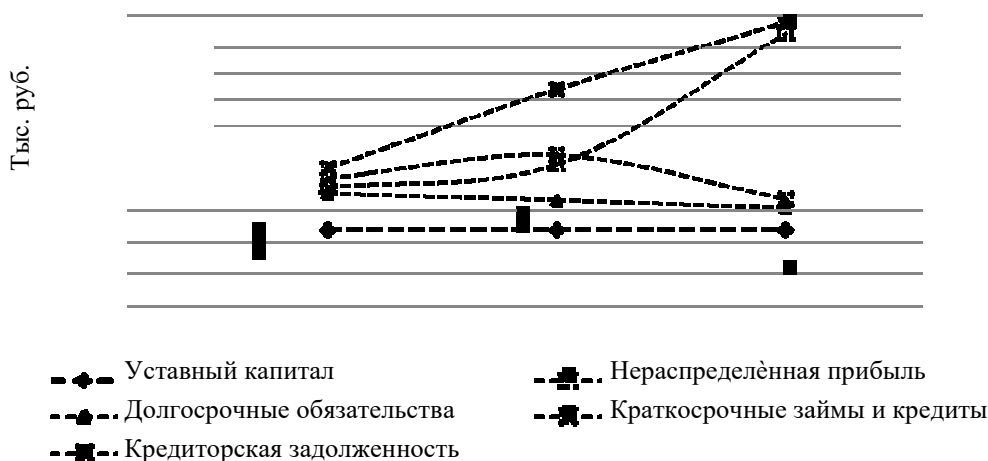 Тыс. руб.
Уставный капитал
Нераспределѐнная прибыль
Долгосрочные обязательства
Краткосрочные займы и кредиты
Кредиторская задолженность